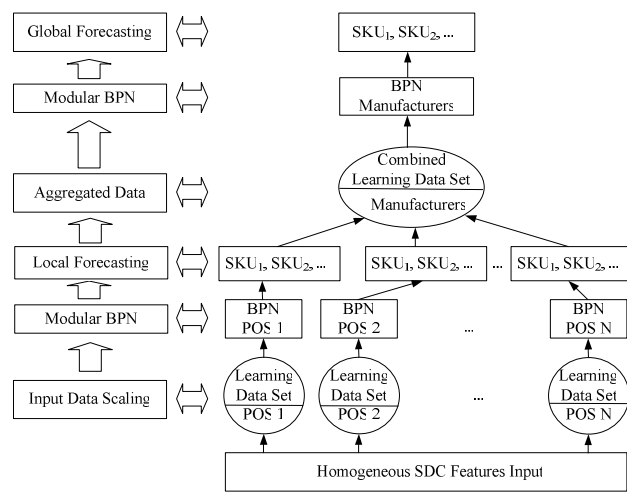 Global Forecasting
SKU1, SKU2, ...
Modular BPN
BPN
Manufacturers
Aggregated Data
Combined
Learning Data Set
Manufacturers
Local Forecasting
SKU1, SKU2, ...
SKU1, SKU2, ...
...
SKU1, SKU2, ...
Modular BPN
BPN
POS 1
BPN
POS 2
...
BPN
POS N
Input Data Scaling
Learning
Data Set
POS 1
Learning
Data Set
POS 2
...
Learning
Data Set
POS N
Homogeneous SDC Features Input